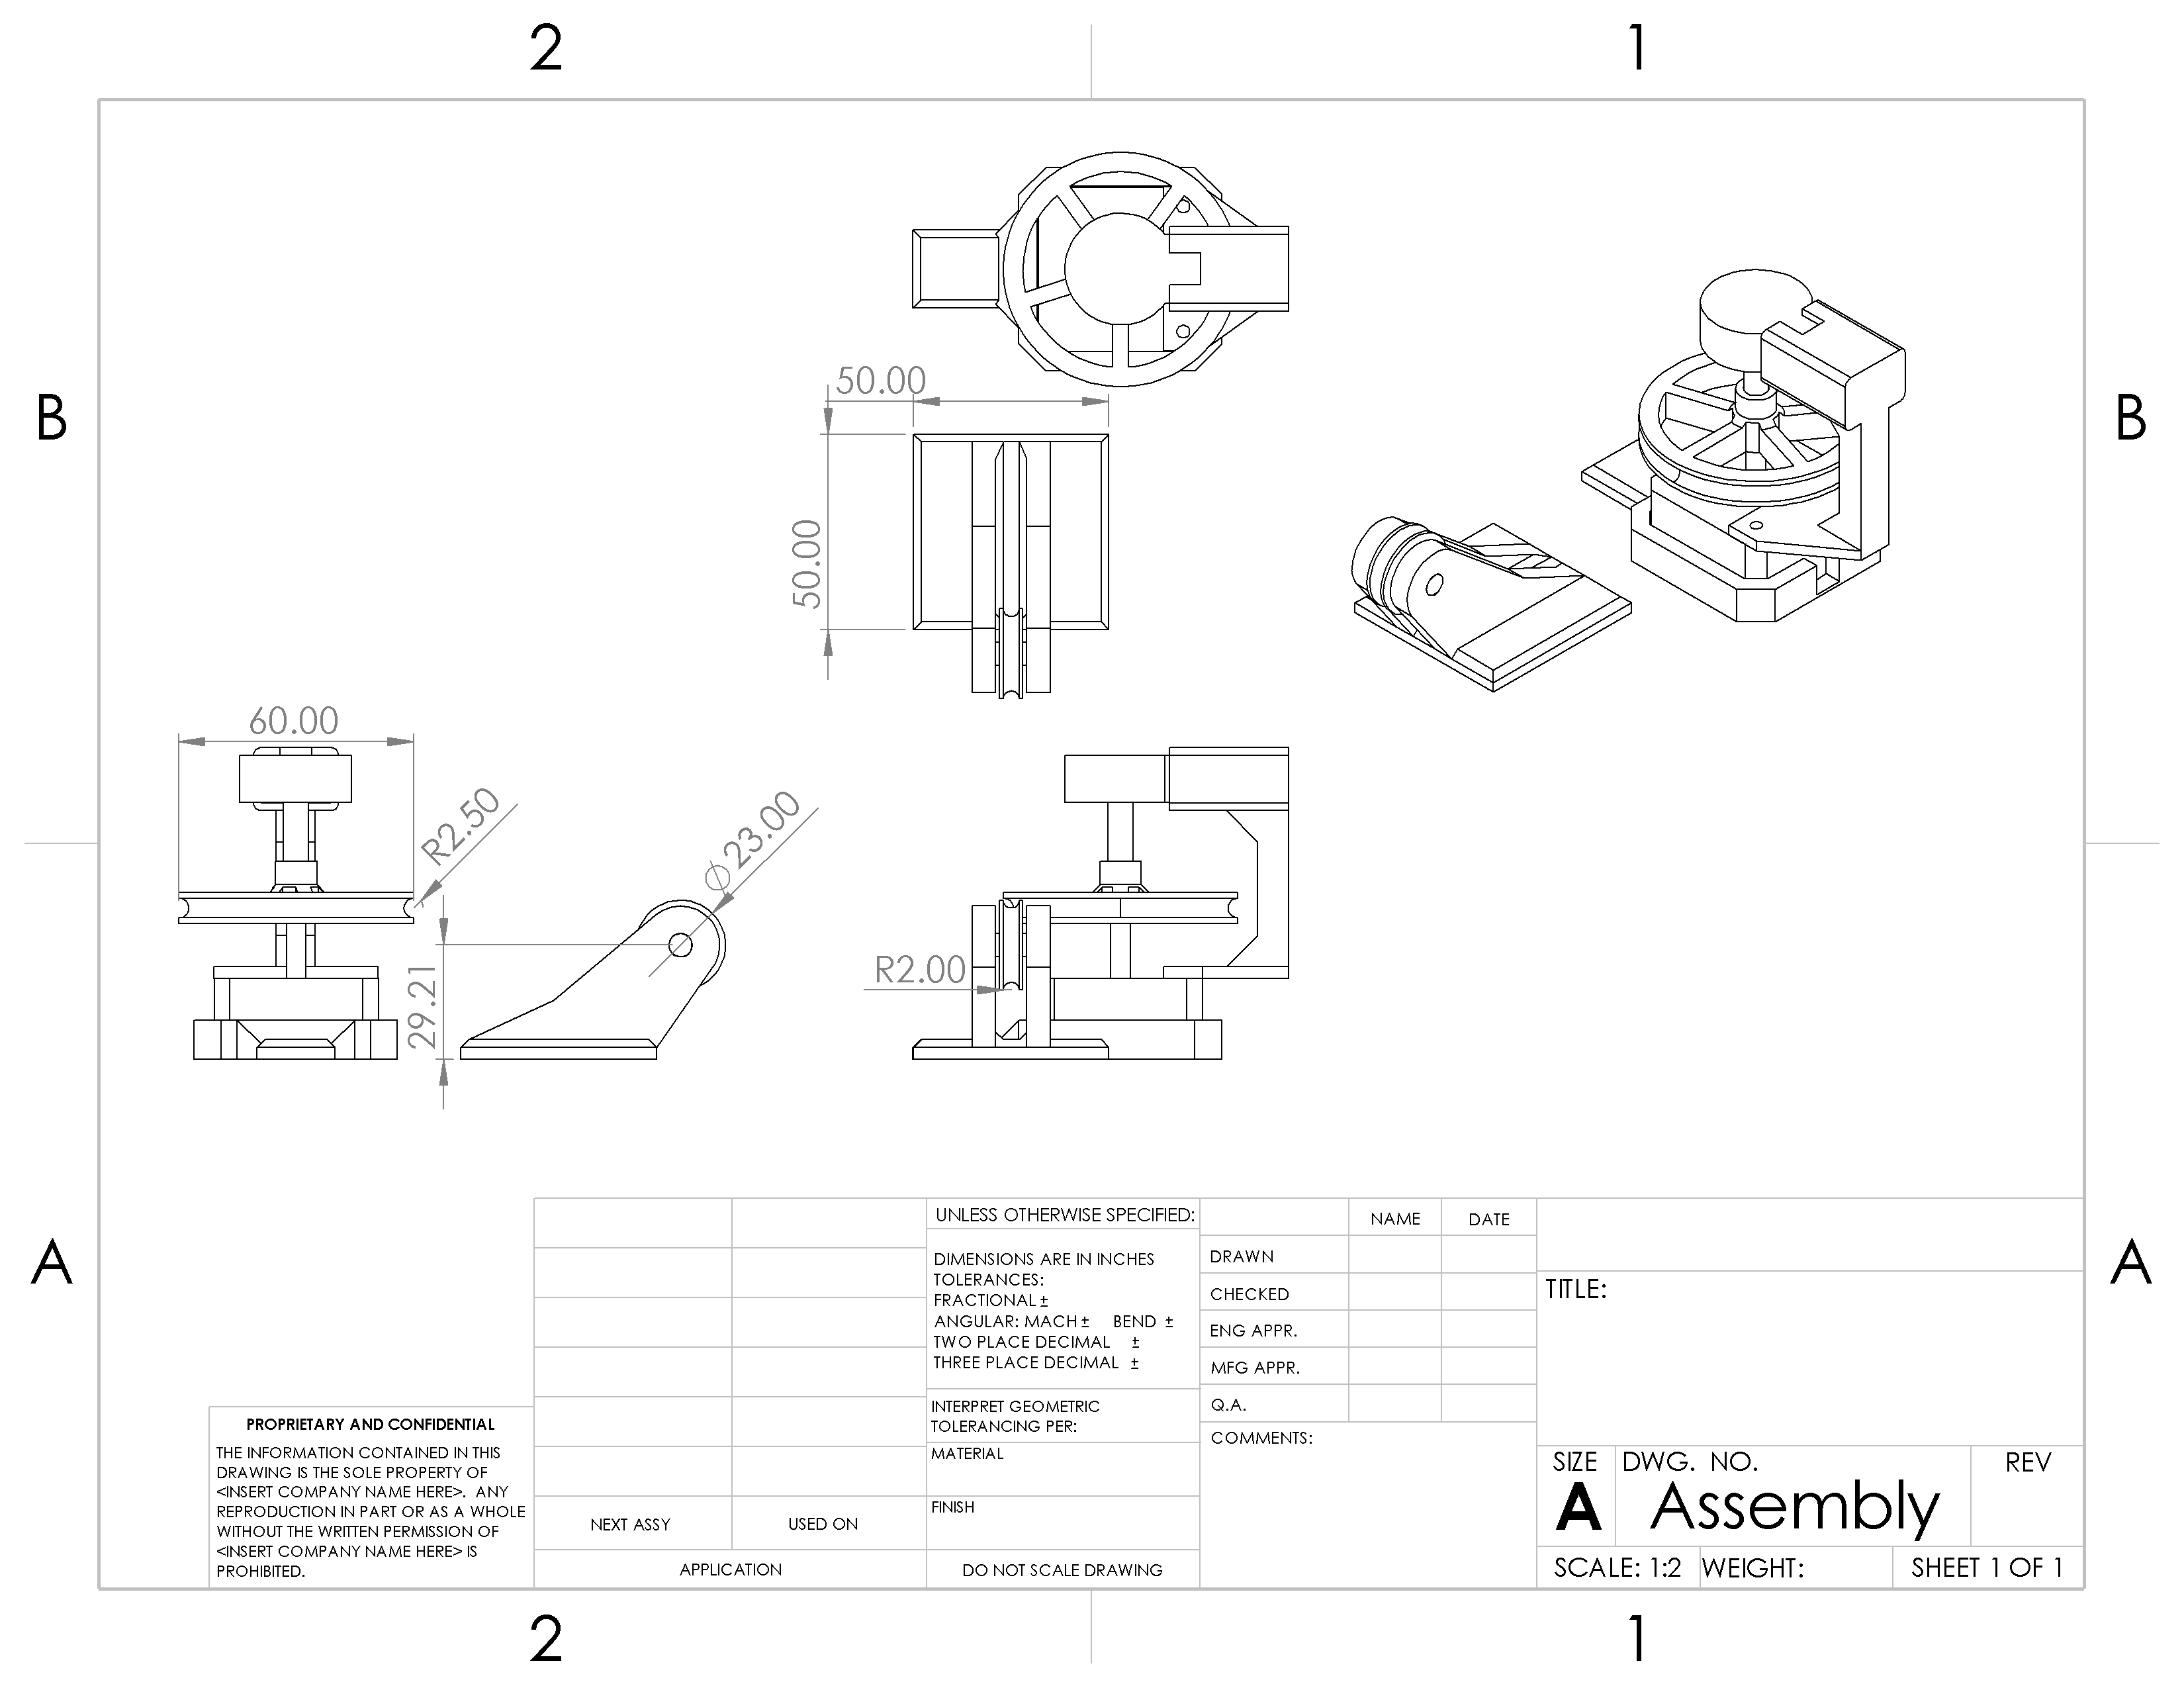 2 1
B B
50.00
50.00
60.00
R2.50
⌀23.00
29.21
R2.00
A A
UNLESS OTHERWISE SPECIFIED:
DIMENSIONS ARE IN INCHES
TOLERANCES:
FRACTIONAL ±
ANGULAR: MACH ± BEND ±
TWO PLACE DECIMAL ±
THREE PLACE DECIMAL ±
INTERPRET GEOMETRIC
TOLERANCING PER:
MATERIAL
FINISH
DO NOT SCALE DRAWING
NAME DATE
DRAWN
CHECKED
ENG APPR.
MFG APPR.
Q.A.
COMMENTS:
TITLE:
SIZE DWG. NO. REV
A Assembly
SCALE: 1:2 WEIGHT: SHEET 1 OF 1
PROPRIETARY AND CONFIDENTIAL
THE INFORMATION CONTAINED IN THIS
DRAWING IS THE SOLE PROPERTY OF
<INSERT COMPANY NAME HERE>. ANY
REPRODUCTION IN PART OR AS A WHOLE
WITHOUT THE WRITTEN PERMISSION OF
<INSERT COMPANY NAME HERE> IS
PROHIBITED.
NEXT ASSY USED ON
APPLICATION
2 1